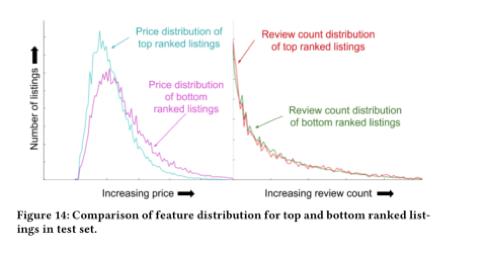 Price distribution of
top ranked listings
Review count distribution
of top ranked listings
Number of listings
Price distribution
of bottom
ranked listings
Review count distribution
of bottom ranked listings
Increasing price
Increasing review count
Figure 14: Comparison of feature distribution for top and bottom ranked list-
ings in test set.